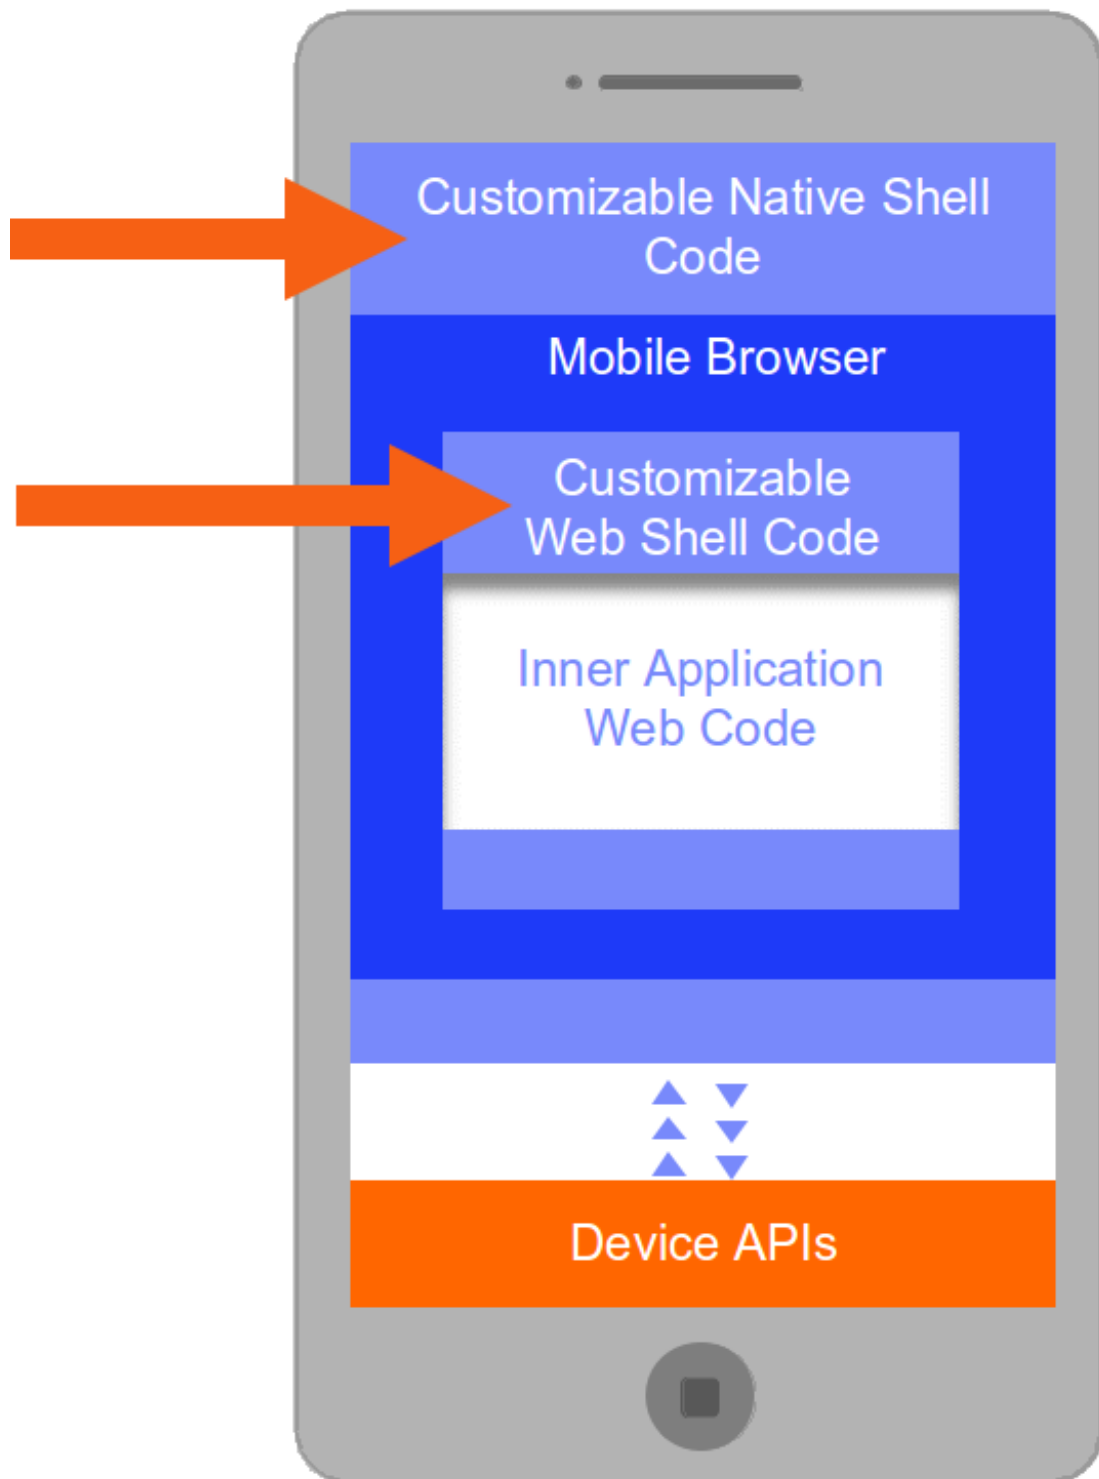 Customizable Native Shell
Code
Mobile Browser
Customizable
Web Shell Code
Inner Application
Web Code
Device APIs